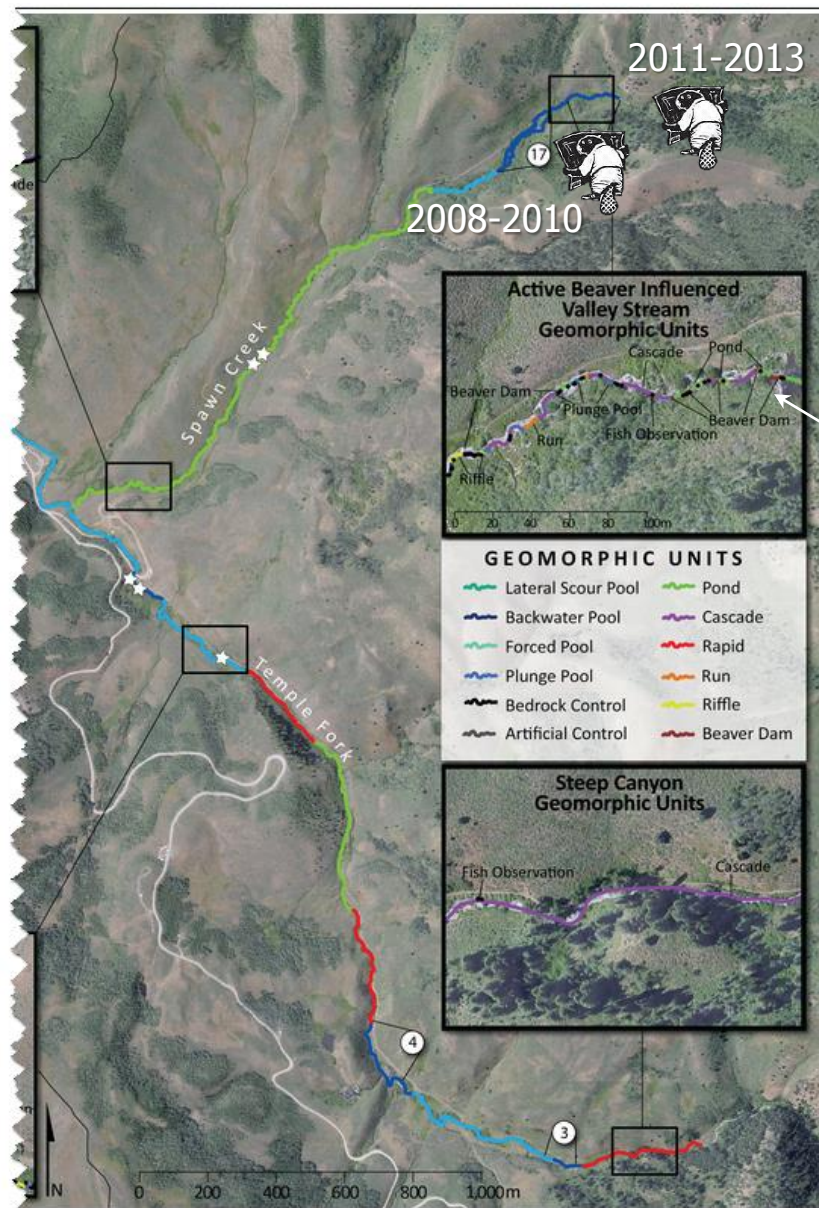 2011-2013
17
2008-2010
Spawn Creek
Active Beaver Influenced
Valley Stream
Geomorphic Units
Cascade
Pond
Beaver Dam
Plunge Pool
Run
Fish Observation
Beaver Dam
Riffle
0 20 40 60 80 100m
GEOMORPHIC UNITS
Lateral Scour Pool
Pond
Backwater Pool
Cascade
Forced Pool
Rapid
Plunge Pool
Run
Bedrock Control
Riffle
Artificial Control
Beaver Dam
Temple Fork
Steep Canyon
Geomorphic Units
Fish Observation
Cascade
4
3
0 200 400 600 800 1,000m
N